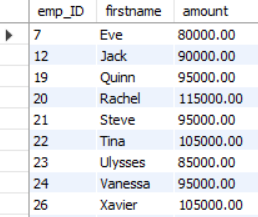 emp_ID firstname amount
7 Eve 80000.00
12 Jack 90000.00
19 Quinn 95000.00
20 Rachel 115000.00
21 Steve 95000.00
22 Tina 105000.00
23 Ulysses 85000.00
24 Vanessa 95000.00
26 Xavier 105000.00